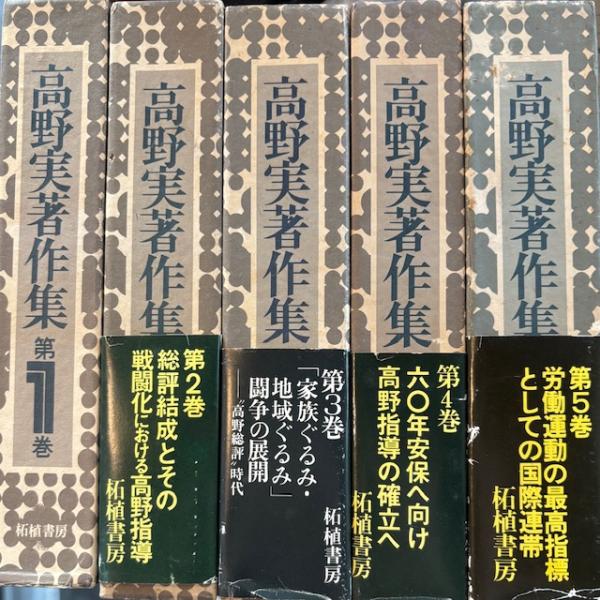 高野実著作集
第
1
巻
柘植書房
高野実著作集
第2巻
総評結成とその
戦闘化における高野指導
柘植書房
高野実著作集
第3巻
「家族ぐるみ・
地域ぐるみ」
闘争の展開
——“高野総評”時代
柘植書房
高野実著作集
第4巻
六〇年安保へ向け
高野指導の確立へ
柘植書房
高野実著作集
第5巻
労働運動の最高指標
としての国際連帯
柘植書房